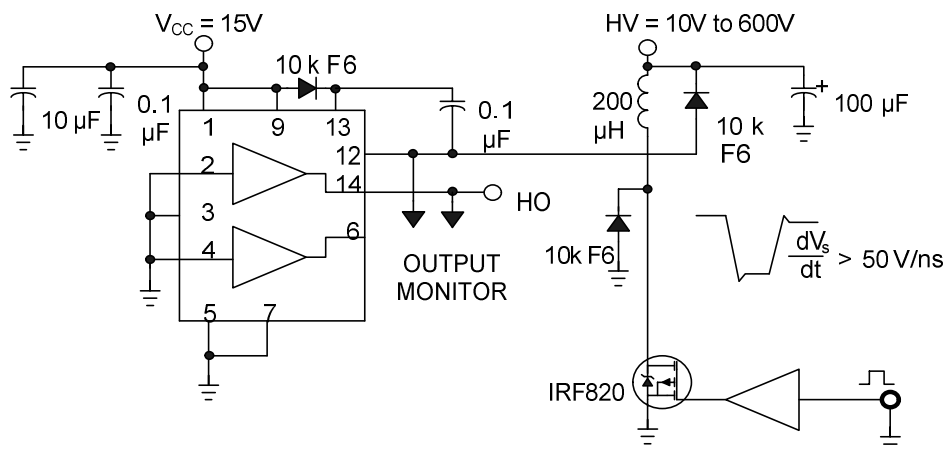 V_CC = 15V
HV = 10V to 600V
10 k F6
10 µF
0.1
µF
0.1
µF
200
µH
10 k
F6
100 µF
+
1
9
13
12
2
14
3
6
4
5
7
HO
OUTPUT
MONITOR
10k F6
dV_s
dt
> 50 V/ns
IRF820